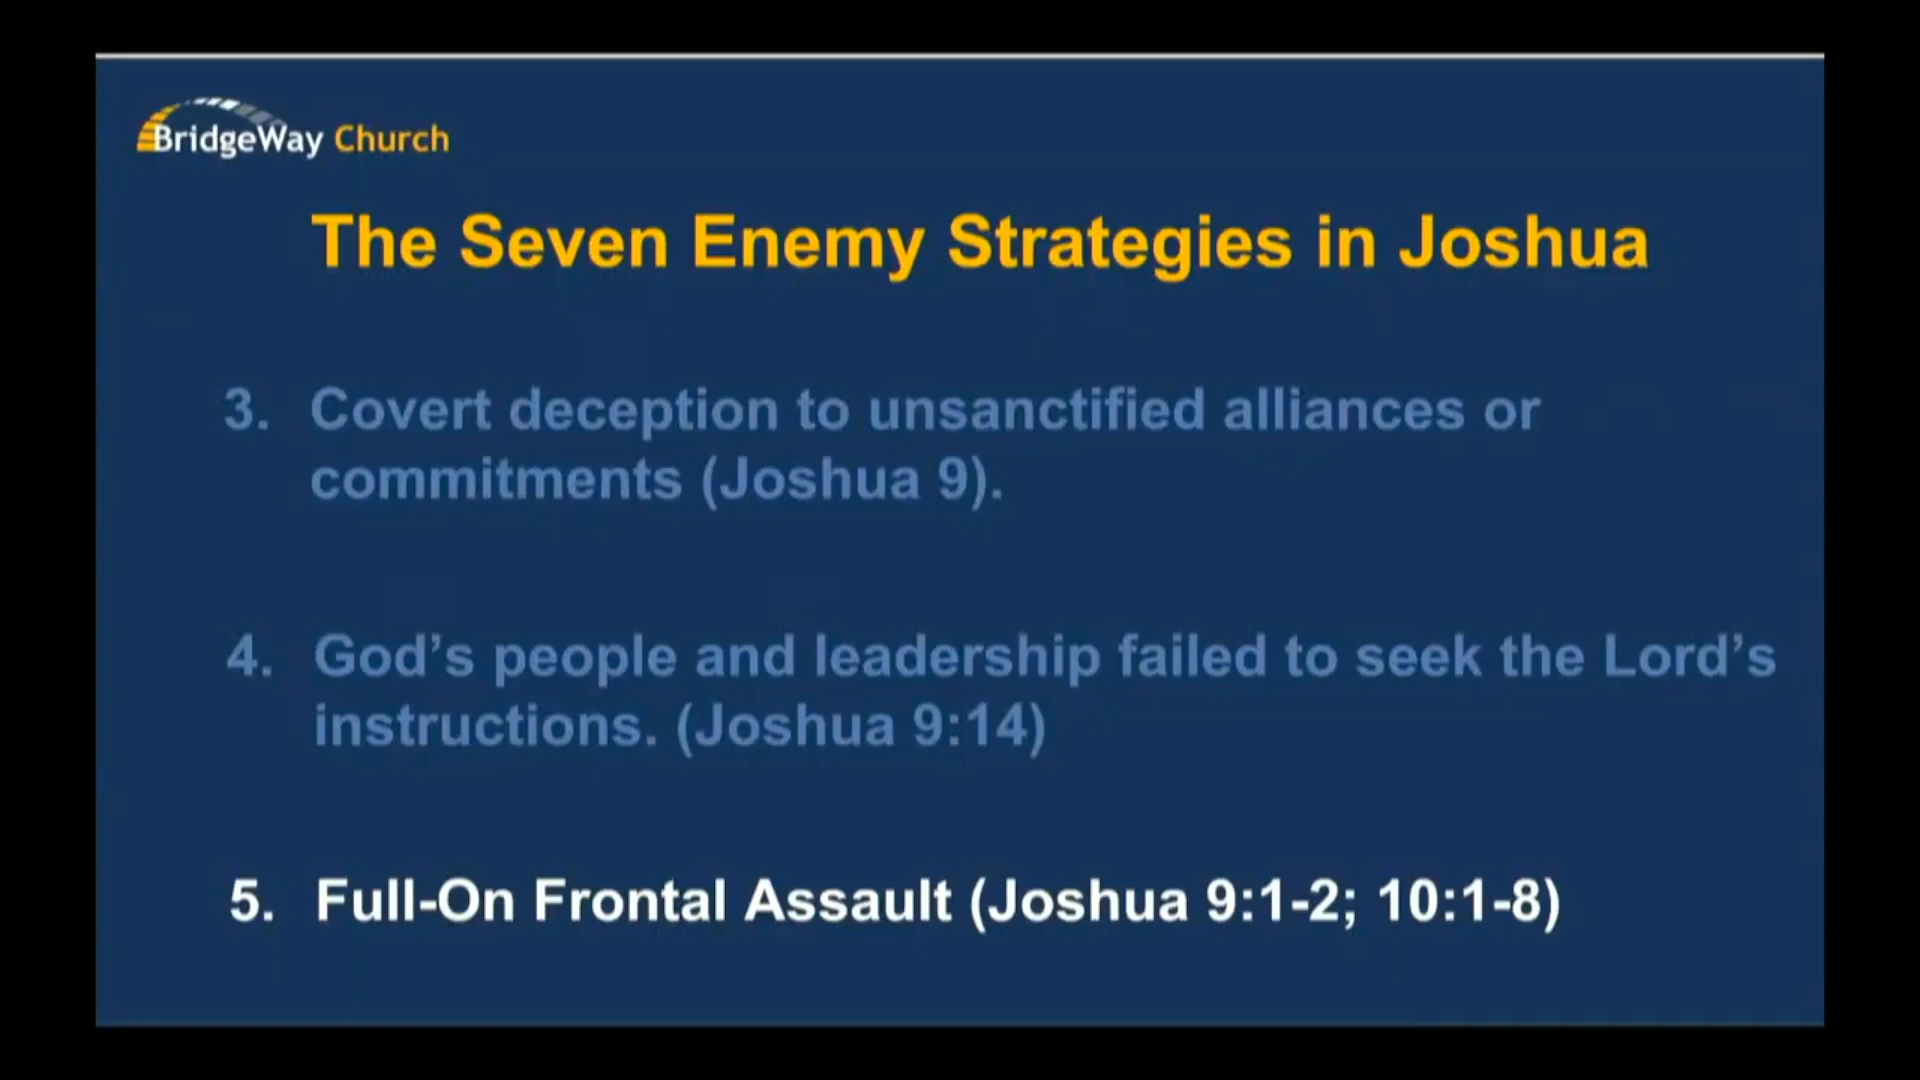 BridgeWay Church
The Seven Enemy Strategies in Joshua
3. Covert deception to unsanctified alliances or
commitments (Joshua 9).
4. God’s people and leadership failed to seek the Lord’s
instructions. (Joshua 9:14)
5. Full-On Frontal Assault (Joshua 9:1-2; 10:1-8)